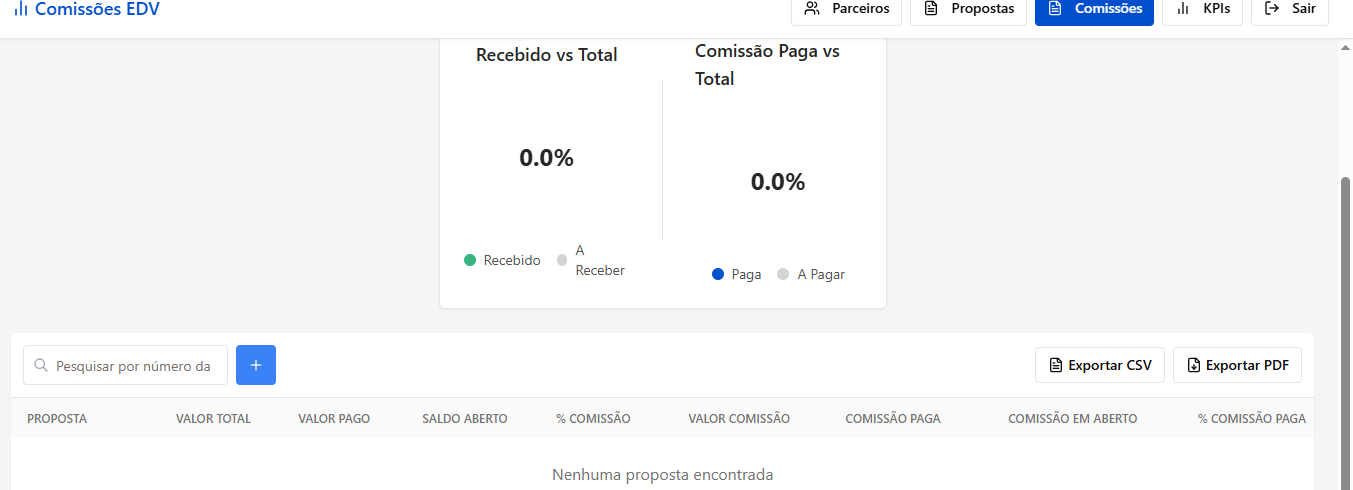 Comissões EDV
Parceiros
Propostas
Comissões
KPIs
Sair
Recebido vs Total
0.0%
Recebido
A
Receber
Comissão Paga vs
Total
0.0%
Paga
A Pagar
Pesquisar por número da
+
Exportar CSV
Exportar PDF
PROPOSTA VALOR TOTAL VALOR PAGO SALDO ABERTO % COMISSÃO VALOR COMISSÃO COMISSÃO PAGA COMISSÃO EM ABERTO % COMISSÃO PAGA
Nenhuma proposta encontrada